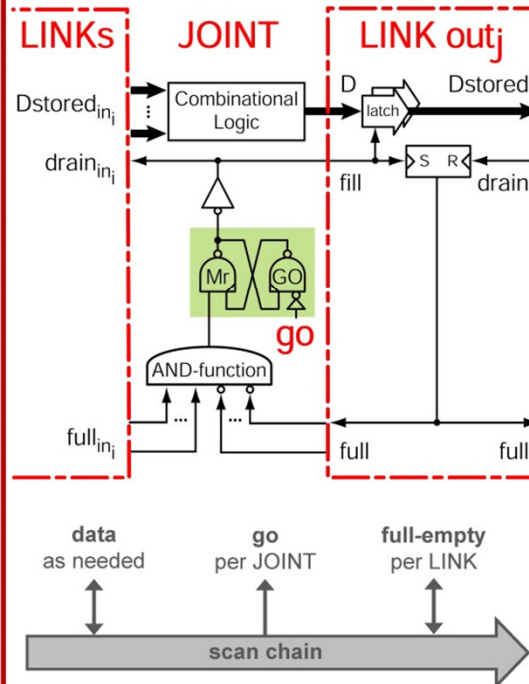 LINKs JOINT LINK outj
Dstoredini
Combinational
Logic
D
latch
Dstored
drainini
fill
S R
drain
Mr GO
go
AND-function
... ...
fullini
full
full
data
as needed
go
per JOINT
full-empty
per LINK
scan chain